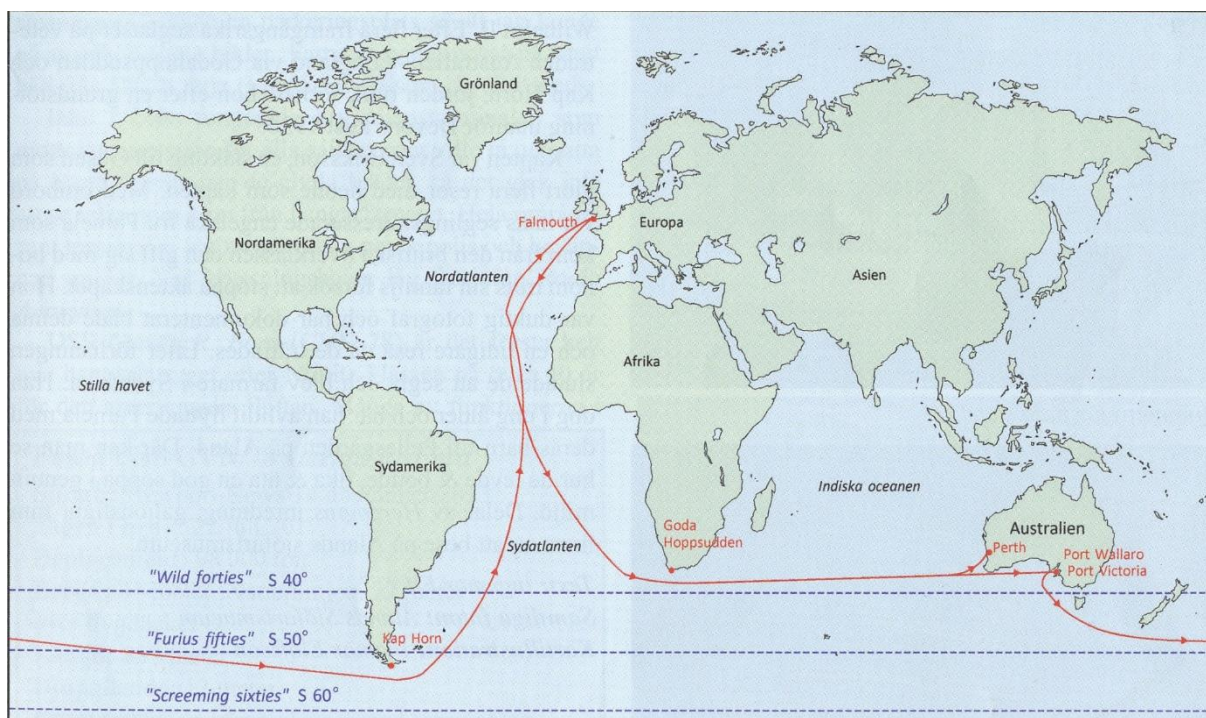 Grönland
Falmouth
Europa
Nordamerika
Nordatlanten
Asien
Afrika
Stilla havet
Sydamerika
Indiska oceanen
Goda
Hoppsudden
Australien
Sydatlanten
Perth
Port Wallaro
Port Victoria
"Wild forties" S 40°
"Furius fifties" S 50°
Kap Horn
"Screeming sixties" S 60°